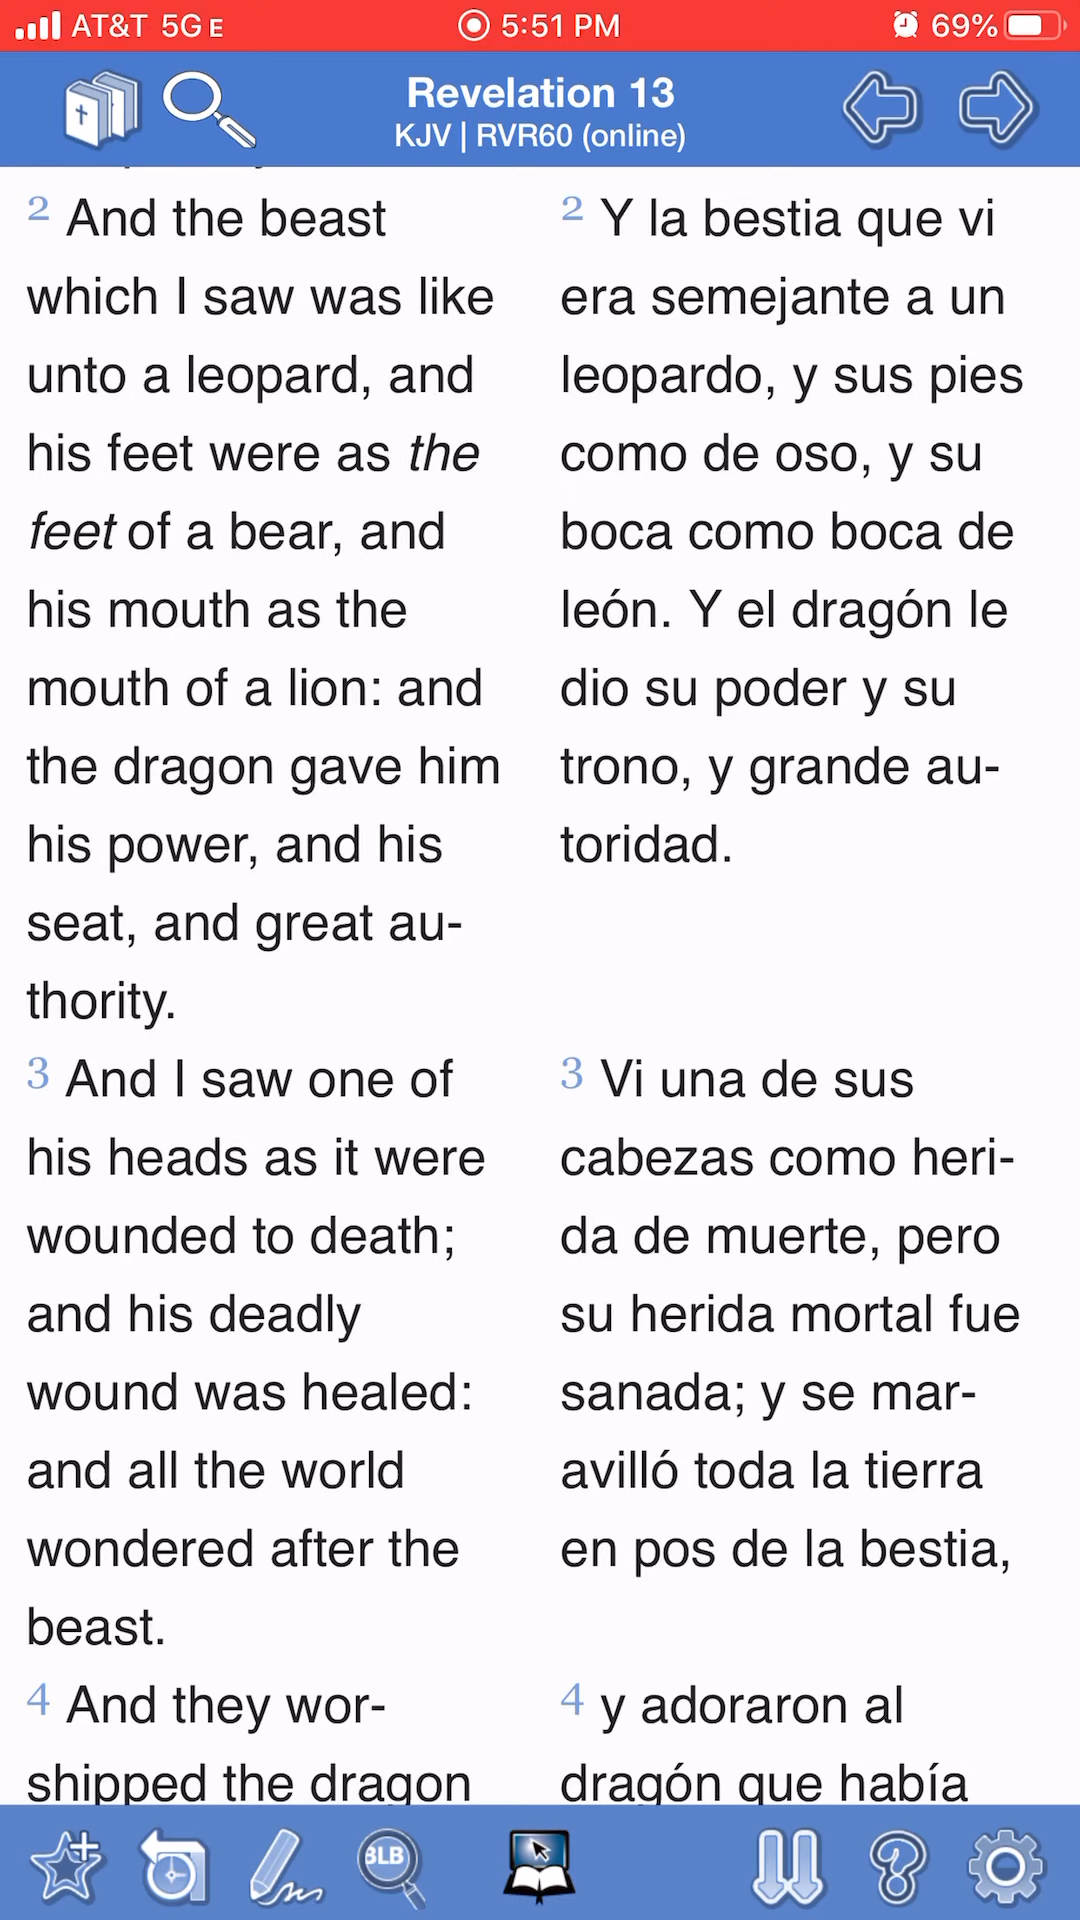 AT&T 5GE 5:51 PM 69%
Revelation 13
KJV | RVR60 (online)
2 And the beast
which I saw was like
unto a leopard, and
his feet were as the
feet of a bear, and
his mouth as the
mouth of a lion: and
the dragon gave him
his power, and his
seat, and great au-
thority.
3 And I saw one of
his heads as it were
wounded to death;
and his deadly
wound was healed:
and all the world
wondered after the
beast.
4 And they wor-
shipped the dragon
2 Y la bestia que vi
era semejante a un
leopardo, y sus pies
como de oso, y su
boca como boca de
león. Y el dragón le
dio su poder y su
trono, y grande au-
toridad.
3 Vi una de sus
cabezas como heri-
da de muerte, pero
su herida mortal fue
sanada; y se mar-
avilló toda la tierra
en pos de la bestia,
4 y adoraron al
dragón que había
BLB